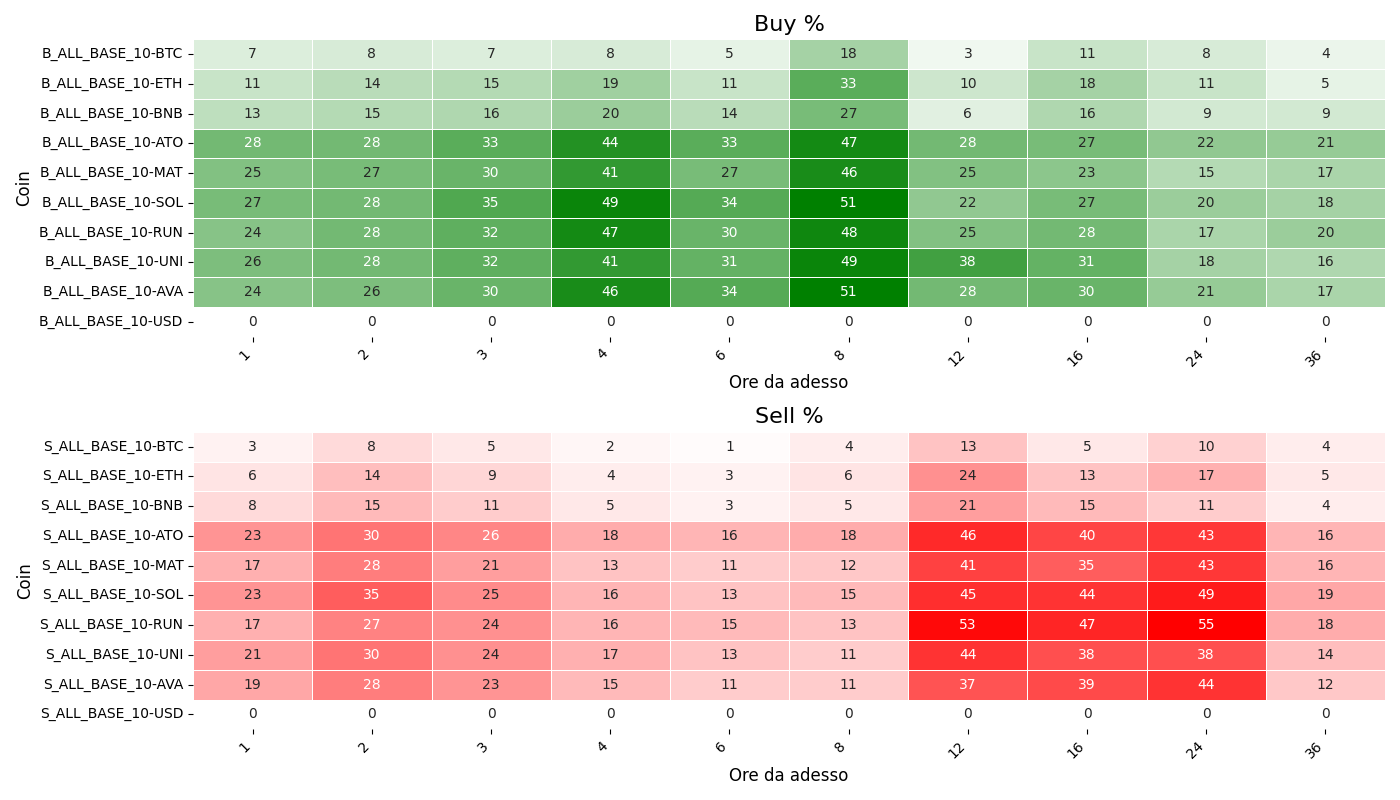 Buy %
Coin
B_ALL_BASE_10-BTC 7 8 7 8 5 18 3 11 8 4
B_ALL_BASE_10-ETH 11 14 15 19 11 33 10 18 11 5
B_ALL_BASE_10-BNB 13 15 16 20 14 27 6 16 9 9
B_ALL_BASE_10-ATO 28 28 33 44 33 47 28 27 22 21
B_ALL_BASE_10-MAT 25 27 30 41 27 46 25 23 15 17
B_ALL_BASE_10-SOL 27 28 35 49 34 51 22 27 20 18
B_ALL_BASE_10-RUN 24 28 32 47 30 48 25 28 17 20
B_ALL_BASE_10-UNI 26 28 32 41 31 49 38 31 18 16
B_ALL_BASE_10-AVA 24 26 30 46 34 51 28 30 21 17
B_ALL_BASE_10-USD 0 0 0 0 0 0 0 0 0 0
1 2 3 4 6 8 12 16 24 36
Ore da adesso
Sell %
Coin
S_ALL_BASE_10-BTC 3 8 5 2 1 4 13 5 10 4
S_ALL_BASE_10-ETH 6 14 9 4 3 6 24 13 17 5
S_ALL_BASE_10-BNB 8 15 11 5 3 5 21 15 11 4
S_ALL_BASE_10-ATO 23 30 26 18 16 18 46 40 43 16
S_ALL_BASE_10-MAT 17 28 21 13 11 12 41 35 43 16
S_ALL_BASE_10-SOL 23 35 25 16 13 15 45 44 49 19
S_ALL_BASE_10-RUN 17 27 24 16 15 13 53 47 55 18
S_ALL_BASE_10-UNI 21 30 24 17 13 11 44 38 38 14
S_ALL_BASE_10-AVA 19 28 23 15 11 11 37 39 44 12
S_ALL_BASE_10-USD 0 0 0 0 0 0 0 0 0 0
1 2 3 4 6 8 12 16 24 36
Ore da adesso